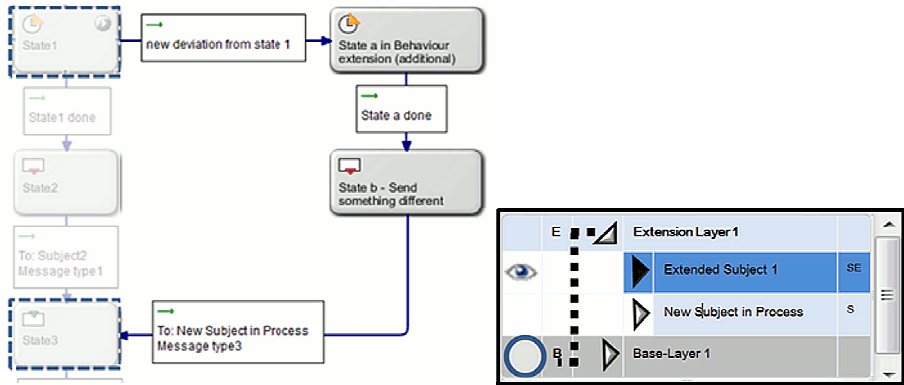 State1
new deviation from state 1
State a in Behaviour
extension (additional)
State1 done
State a done
State2
State b - Send
something different
To: Subject2
Message type1
State3
To: New Subject in Process
Message type3
E
Extension Layer 1
Extended Subject 1
SE
New Subject in Process
S
B
Base-Layer 1